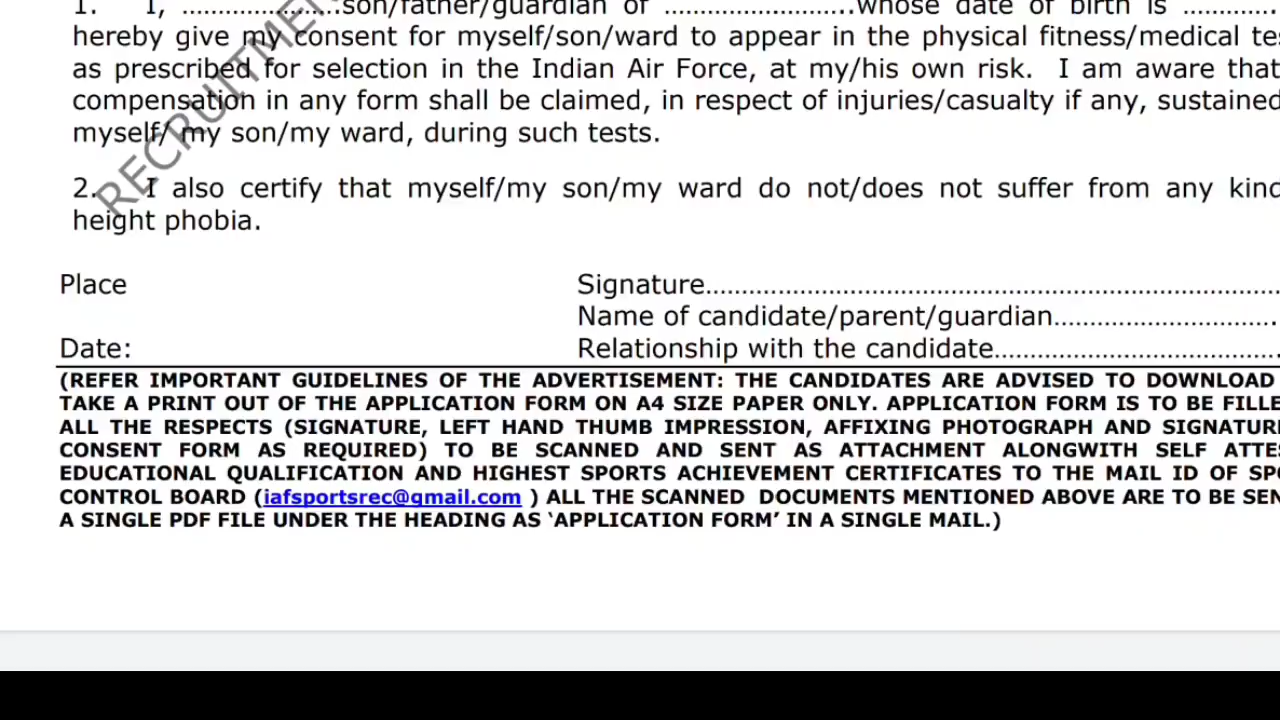 1. I, ........................son/father/guardian of ............................whose date of birth is .............
hereby give my consent for myself/son/ward to appear in the physical fitness/medical
as prescribed for selection in the Indian Air Force, at my/his own risk. I am aware that
compensation in any form shall be claimed, in respect of injuries/casualty if any, sustained
myself/ my son/my ward, during such tests.
2. I also certify that myself/my son/my ward do not/does not suffer from any kind
height phobia.
Place
Signature..............................................................................
Name of candidate/parent/guardian...............................
Date:
Relationship with the candidate.......................................
(REFER IMPORTANT GUIDELINES OF THE ADVERTISEMENT: THE CANDIDATES ARE ADVISED TO DOWNLOAD
TAKE A PRINT OUT OF THE APPLICATION FORM ON A4 SIZE PAPER ONLY. APPLICATION FORM IS TO BE
ALL THE RESPECTS (SIGNATURE, LEFT HAND THUMB IMPRESSION, AFFIXING PHOTOGRAPH AND
CONSENT FORM AS REQUIRED) TO BE SCANNED AND SENT AS ATTACHMENT ALONGWITH SELF
EDUCATIONAL QUALIFICATION AND HIGHEST SPORTS ACHIEVEMENT CERTIFICATES TO THE MAIL ID OF
CONTROL BOARD (iafsportsrec@gmail.com ) ALL THE SCANNED DOCUMENTS MENTIONED ABOVE ARE TO BE
A SINGLE PDF FILE UNDER THE HEADING AS ‘APPLICATION FORM’ IN A SINGLE MAIL.)